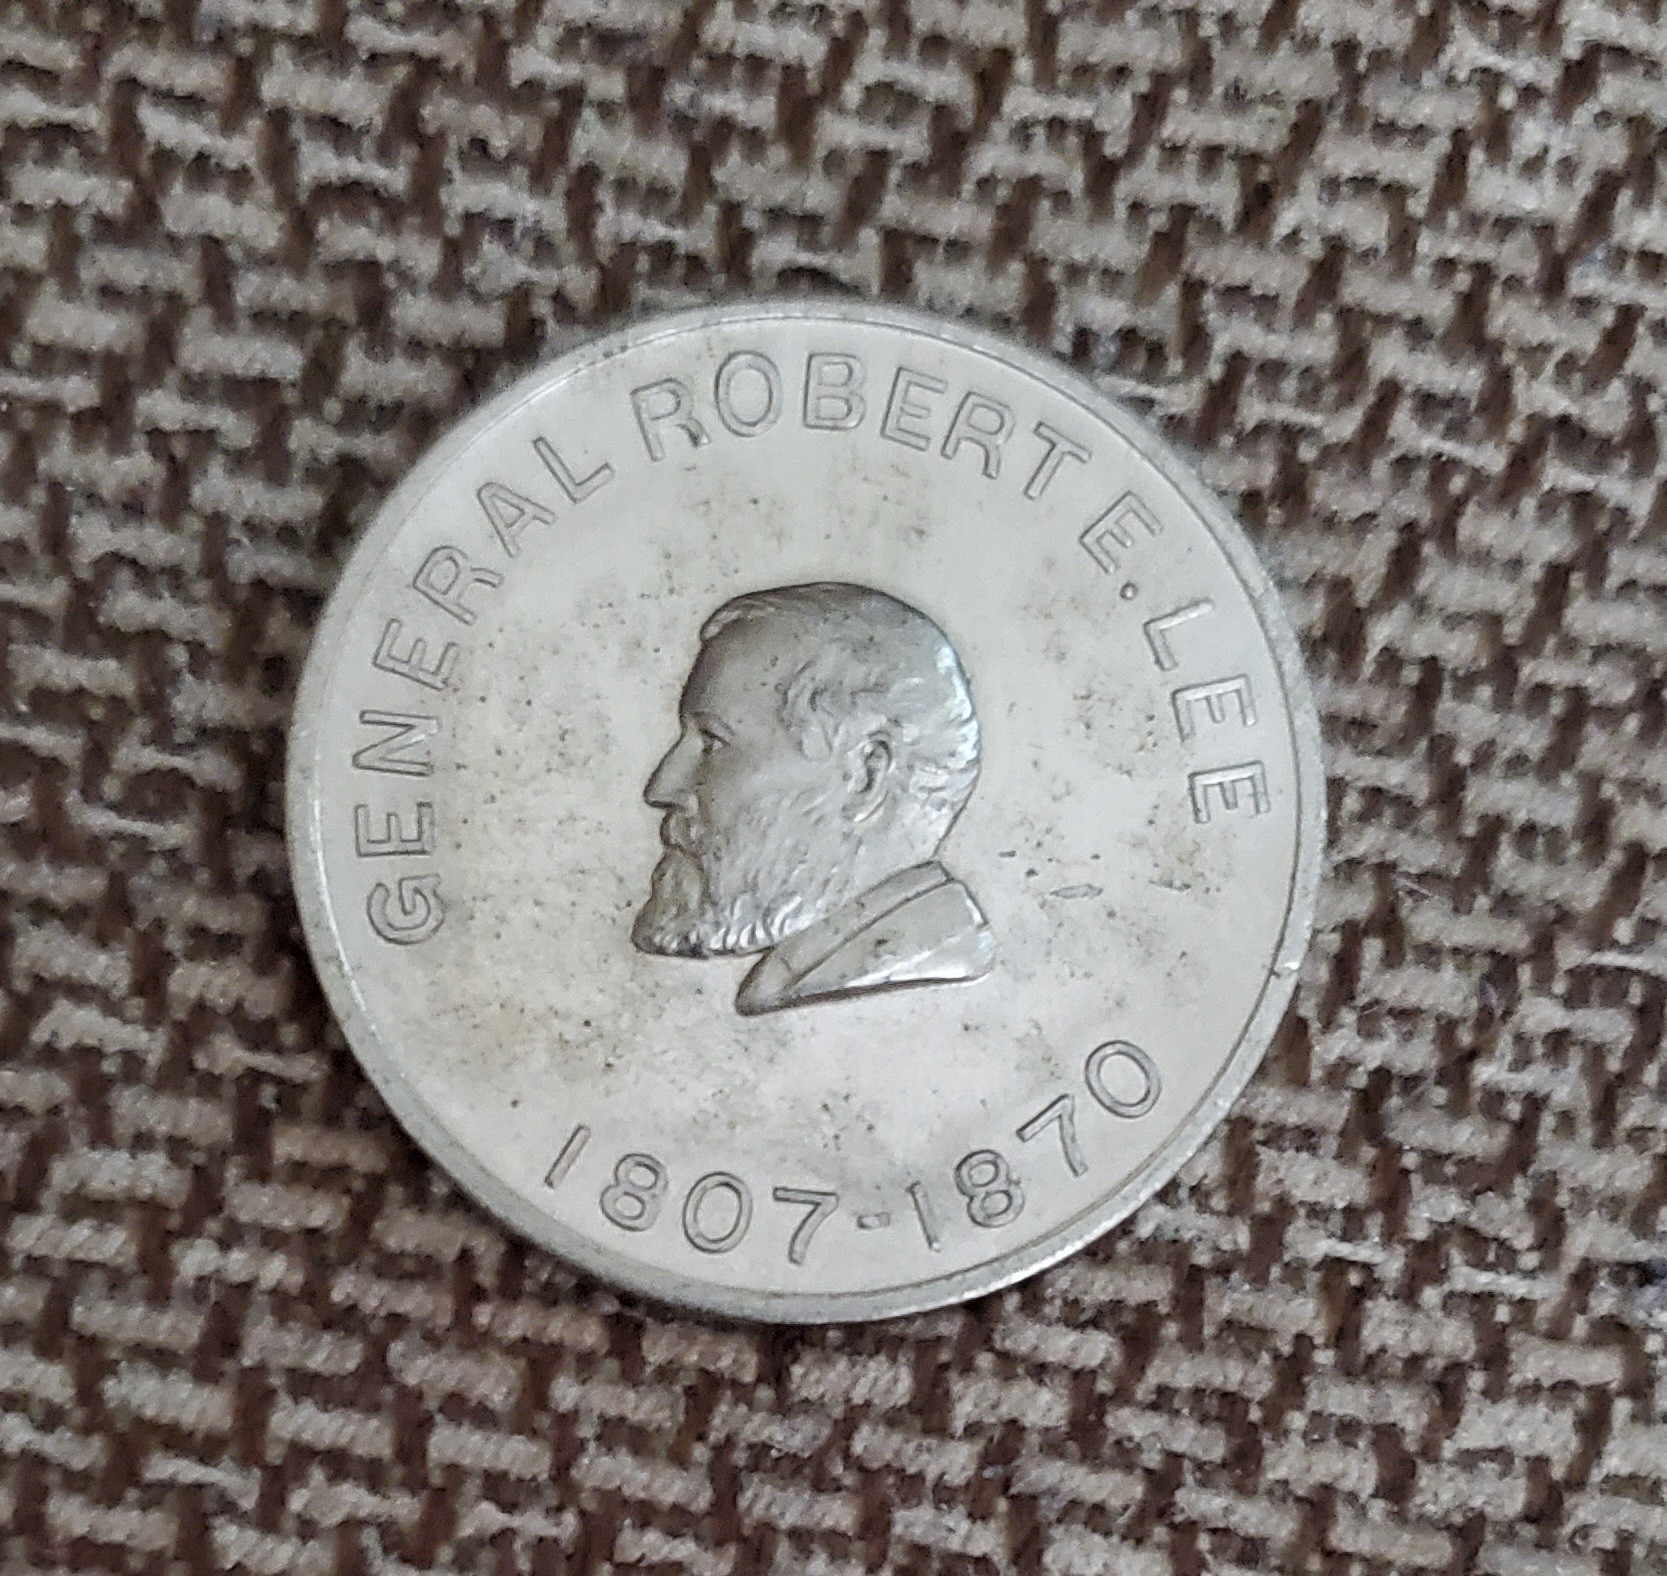 GENERAL ROBERT E. LEE
1807-1870